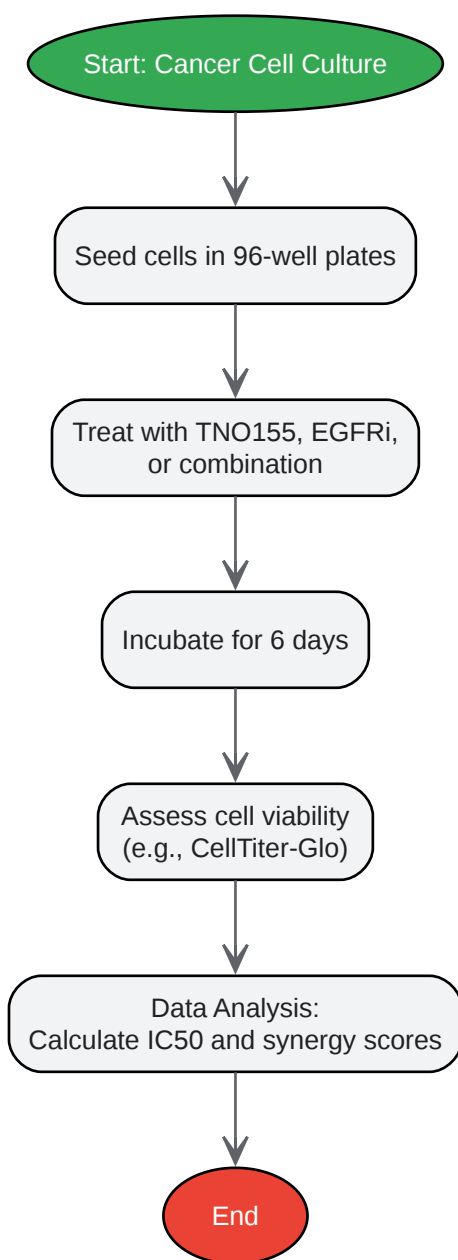 Start: Cancer Cell Culture
Seed cells in 96-well plates
Treat with TNO155, EGFRi,
or combination
Incubate for 6 days
Assess cell viability
(e.g., CellTiter-Glo)
Data Analysis:
Calculate IC50 and synergy scores
End